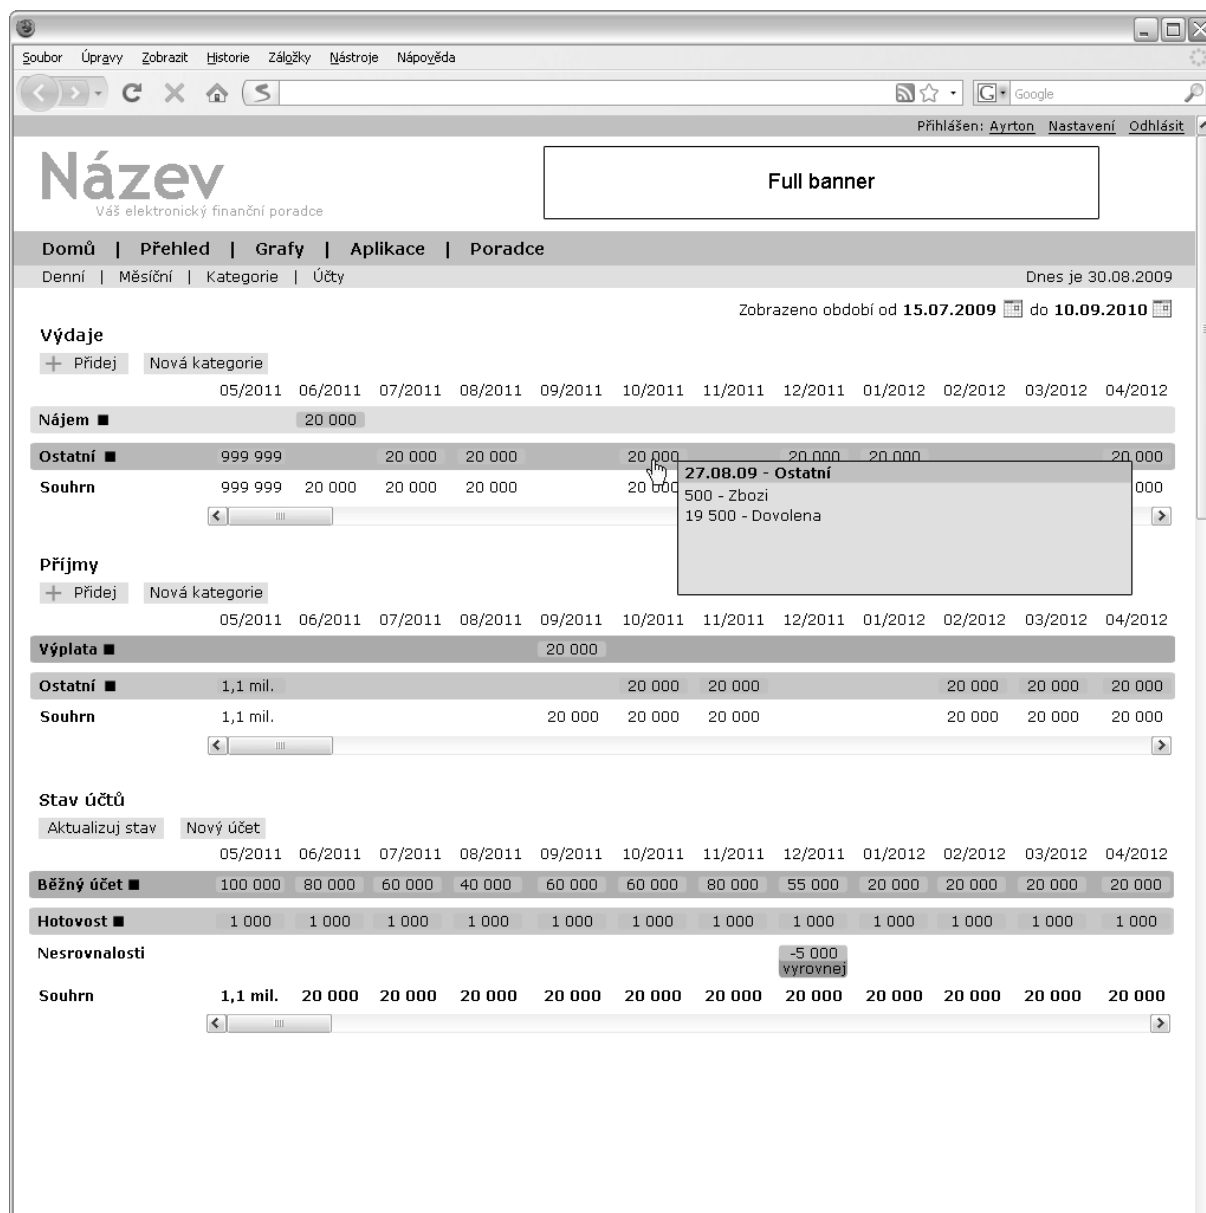 Soubor Úpravy Zobrazit Historie Záložky Nástroje Nápověda
G Google
Přihlášen: Ayrton Nastavení Odhlásit
Název
Váš elektronický finanční poradce
Full banner
Domů | Přehled | Grafy | Aplikace | Poradce
Denní | Měsíční | Kategorie | Účty Dnes je 30.08.2009
Zobrazeno období od 15.07.2009 do 10.09.2010
Výdaje
+ Přidej Nová kategorie
05/2011 06/2011 07/2011 08/2011 09/2011 10/2011 11/2011 12/2011 01/2012 02/2012 03/2012 04/2012
Nájem 20 000
Ostatní 999 999 20 000 20 000 20 000 20 000 20 000 20 000
27.08.09 - Ostatní
Souhrn 999 999 20 000 20 000 20 000 20 000 000
500 - Zbozi
19 500 - Dovolena
Příjmy
+ Přidej Nová kategorie
05/2011 06/2011 07/2011 08/2011 09/2011 10/2011 11/2011 12/2011 01/2012 02/2012 03/2012 04/2012
Výplata 20 000
Ostatní 1,1 mil. 20 000 20 000 20 000 20 000 20 000
Souhrn 1,1 mil. 20 000 20 000 20 000 20 000 20 000 20 000
Stav účtů
Aktualizuj stav Nový účet
05/2011 06/2011 07/2011 08/2011 09/2011 10/2011 11/2011 12/2011 01/2012 02/2012 03/2012 04/2012
Běžný účet 100 000 80 000 60 000 40 000 60 000 60 000 80 000 55 000 20 000 20 000 20 000 20 000
Hotovost 1 000 1 000 1 000 1 000 1 000 1 000 1 000 1 000 1 000 1 000 1 000 1 000
Nesrovnalosti -5 000
vyrovnej
Souhrn 1,1 mil. 20 000 20 000 20 000 20 000 20 000 20 000 20 000 20 000 20 000 20 000 20 000